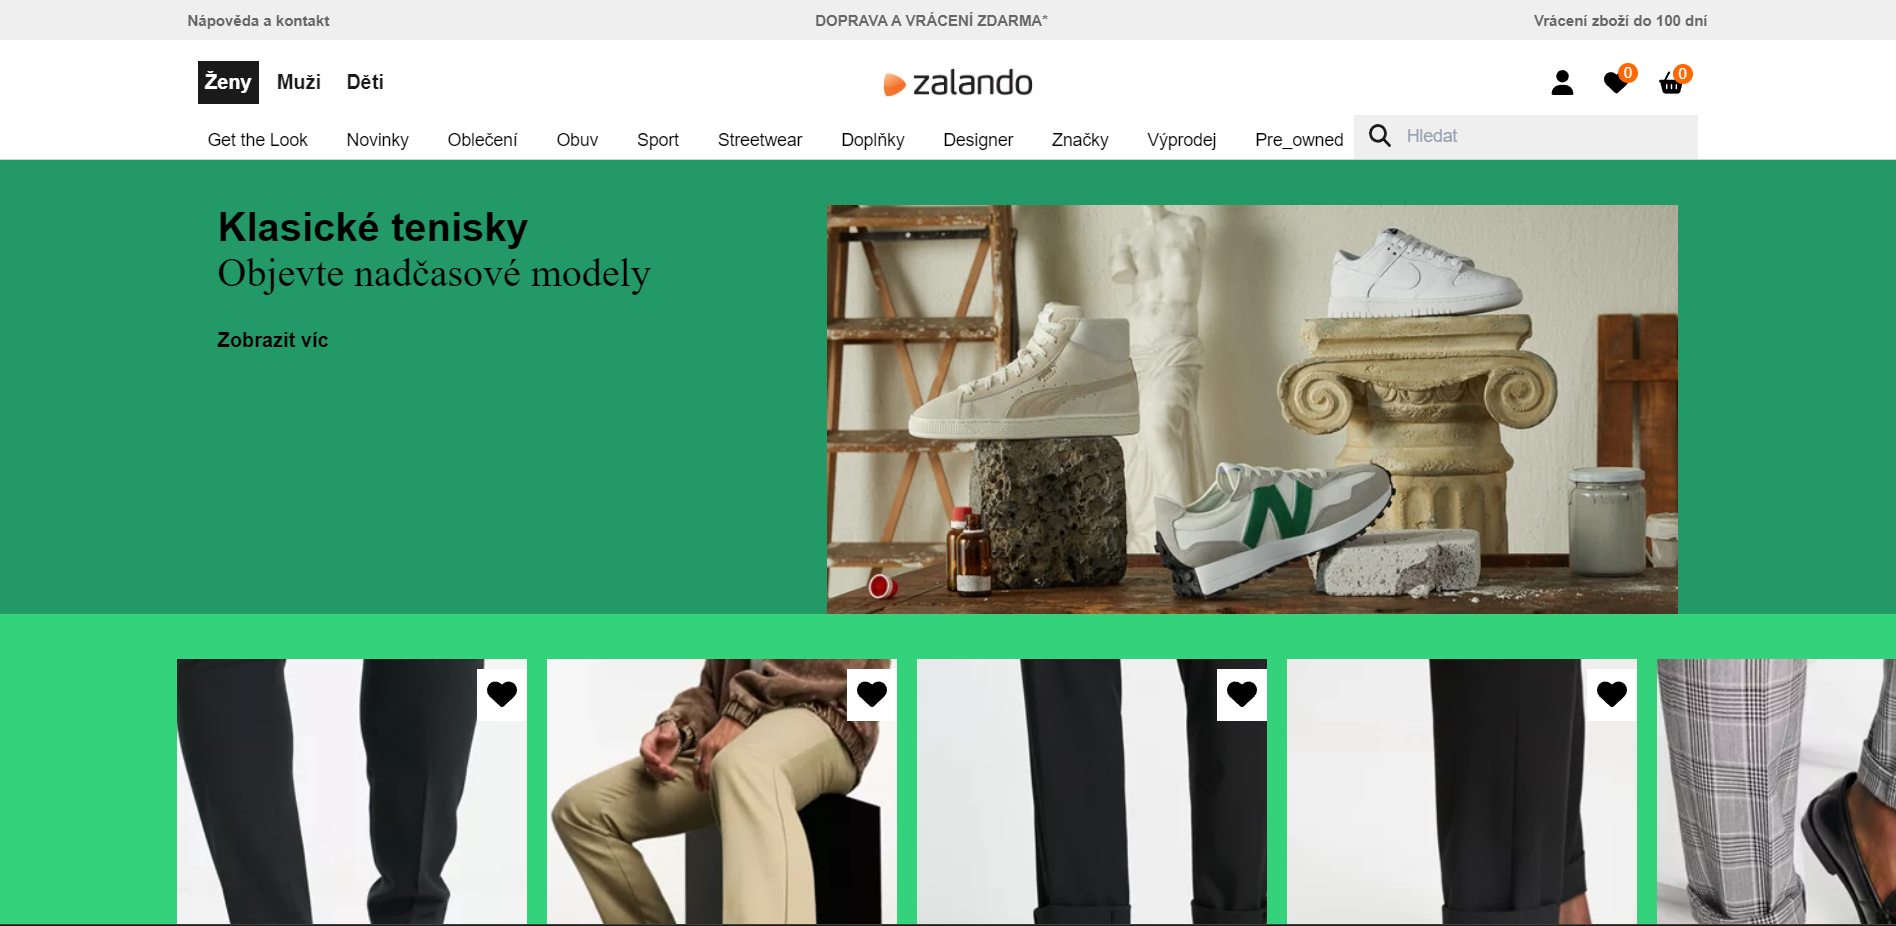 Nápověda a kontakt
DOPRAVA A VRÁCENÍ ZDARMA*
Vrácení zboží do 100 dní
Ženy
Muži
Děti
zalando
0
0
Get the Look
Novinky
Oblečení
Obuv
Sport
Streetwear
Doplňky
Designer
Značky
Výprodej
Pre_owned
Hledat
Klasické tenisky
Objevte nadčasové modely
Zobrazit víc
N